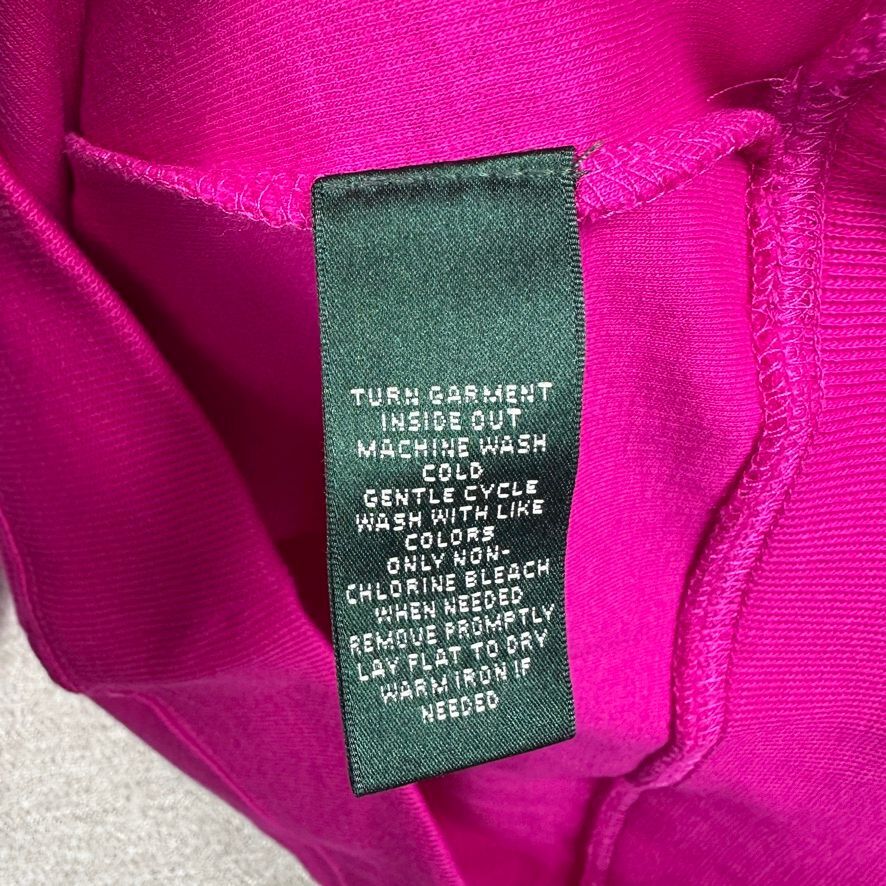 TURN GARMENT
INSIDE OUT
MACHINE WASH
COLD
GENTLE CYCLE
WASH WITH LIKE
COLORS
ONLY NON-
CHLORINE BLEACH
WHEN NEEDED
REMOVE PROMPTLY
LAY FLAT TO DRY
WARM IRON IF
NEEDED